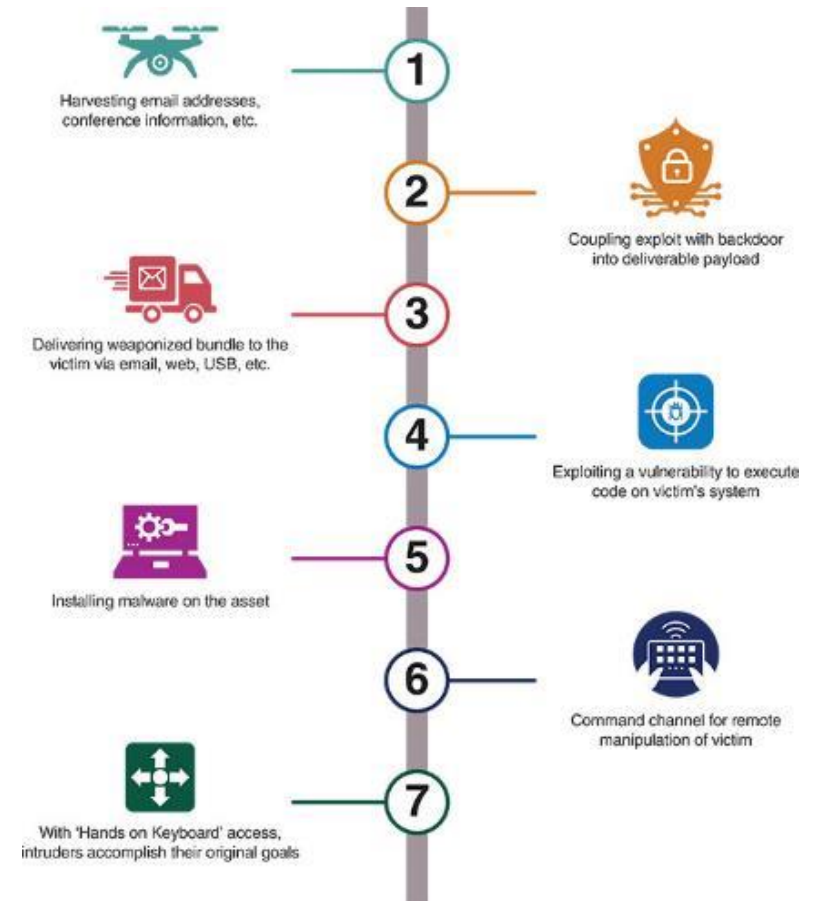 1
Harvesting email addresses,
conference information, etc.
2
Coupling exploit with backdoor
into deliverable payload
3
Delivering weaponized bundle to the
victim via email, web, USB, etc.
4
Exploiting a vulnerability to execute
code on victim's system
5
Installing malware on the asset
6
Command channel for remote
manipulation of victim
7
With 'Hands on Keyboard' access,
intruders accomplish their original goals